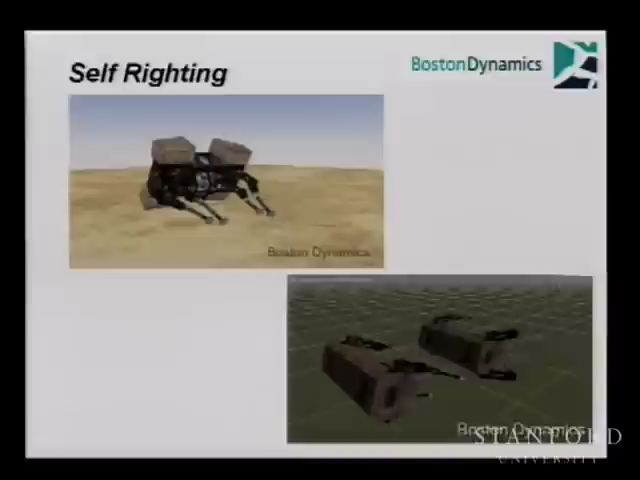 Self Righting
BostonDynamics
Boston Dynamics
Boston Dynamics
STANFORD
UNIVERSITY